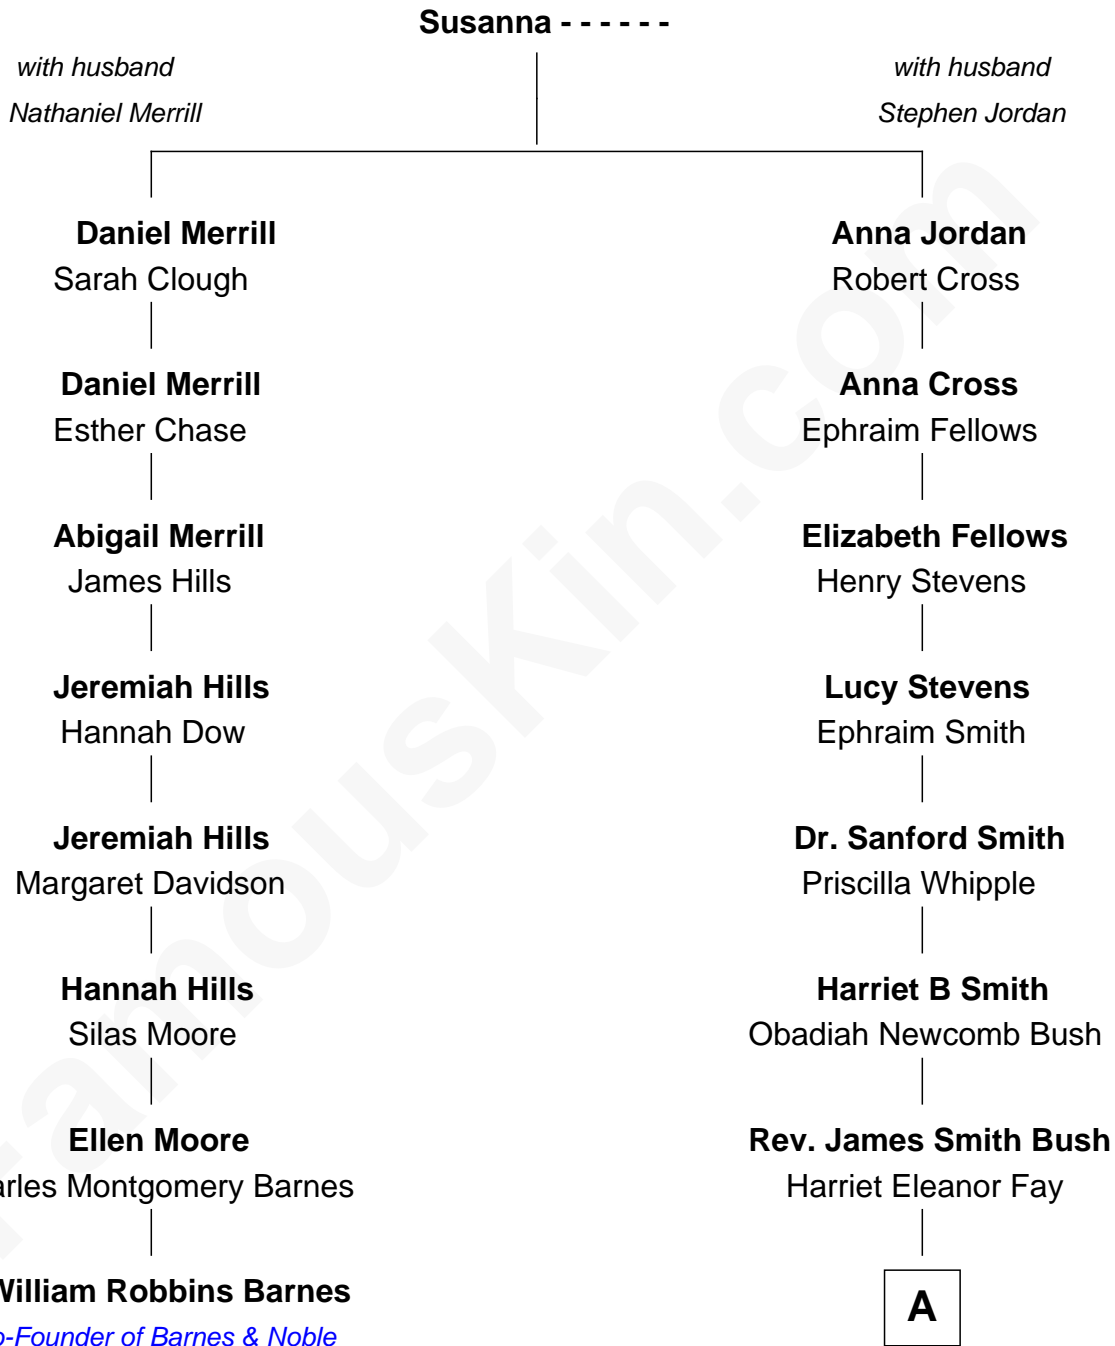 Susanna - - - - - -
with husband
Nathaniel Merrill
with husband
Stephen Jordan
Daniel Merrill
Sarah Clough
Anna Jordan
Robert Cross
Daniel Merrill
Esther Chase
Anna Cross
Ephraim Fellows
Abigail Merrill
James Hills
Elizabeth Fellows
Henry Stevens
Jeremiah Hills
Hannah Dow
Lucy Stevens
Ephraim Smith
Jeremiah Hills
Margaret Davidson
Dr. Sanford Smith
Priscilla Whipple
Hannah Hills
Silas Moore
Harriet B Smith
Obadiah Newcomb Bush
Ellen Moore
arles Montgomery Barnes
Rev. James Smith Bush
Harriet Eleanor Fay
William Robbins Barnes
o-Founder of Barnes & Noble
A
famouskin.com